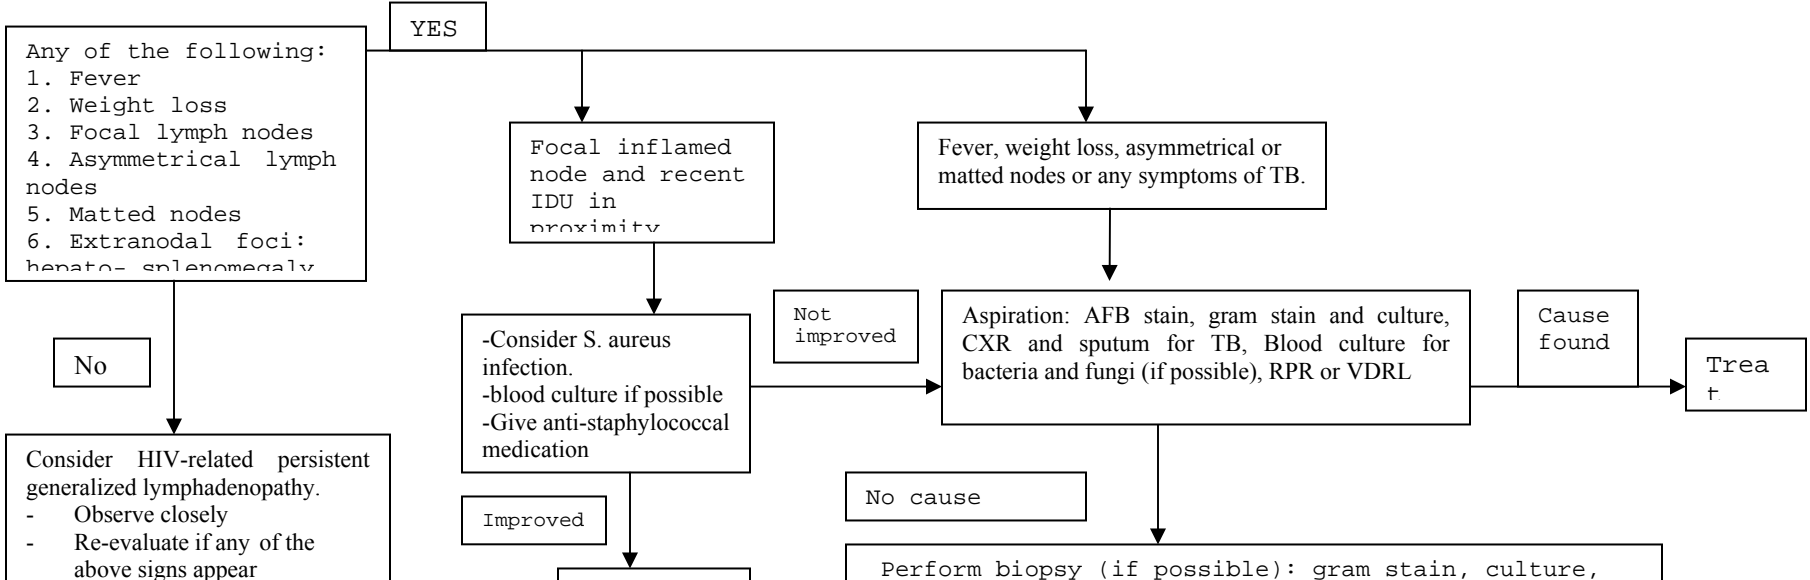 YES
Any of the following:
1. Fever
2. Weight loss
3. Focal lymph nodes
4. Asymmetrical lymph
nodes
5. Matted nodes
6. Extranodal foci:
hepato- splenomegaly
Focal inflamed
node and recent
IDU in
proximity
Fever, weight loss, asymmetrical or
matted nodes or any symptoms of TB.
No
-Consider S. aureus
infection.
-blood culture if possible
-Give anti-staphylococcal
medication
Not
improved
Aspiration: AFB stain, gram stain and culture,
CXR and sputum for TB, Blood culture for
bacteria and fungi (if possible), RPR or VDRL
Cause
found
Trea
t
Consider HIV-related persistent
generalized lymphadenopathy.
- Observe closely
- Re-evaluate if any of the
above signs appear
Improved
No cause
Perform biopsy (if possible): gram stain, culture,